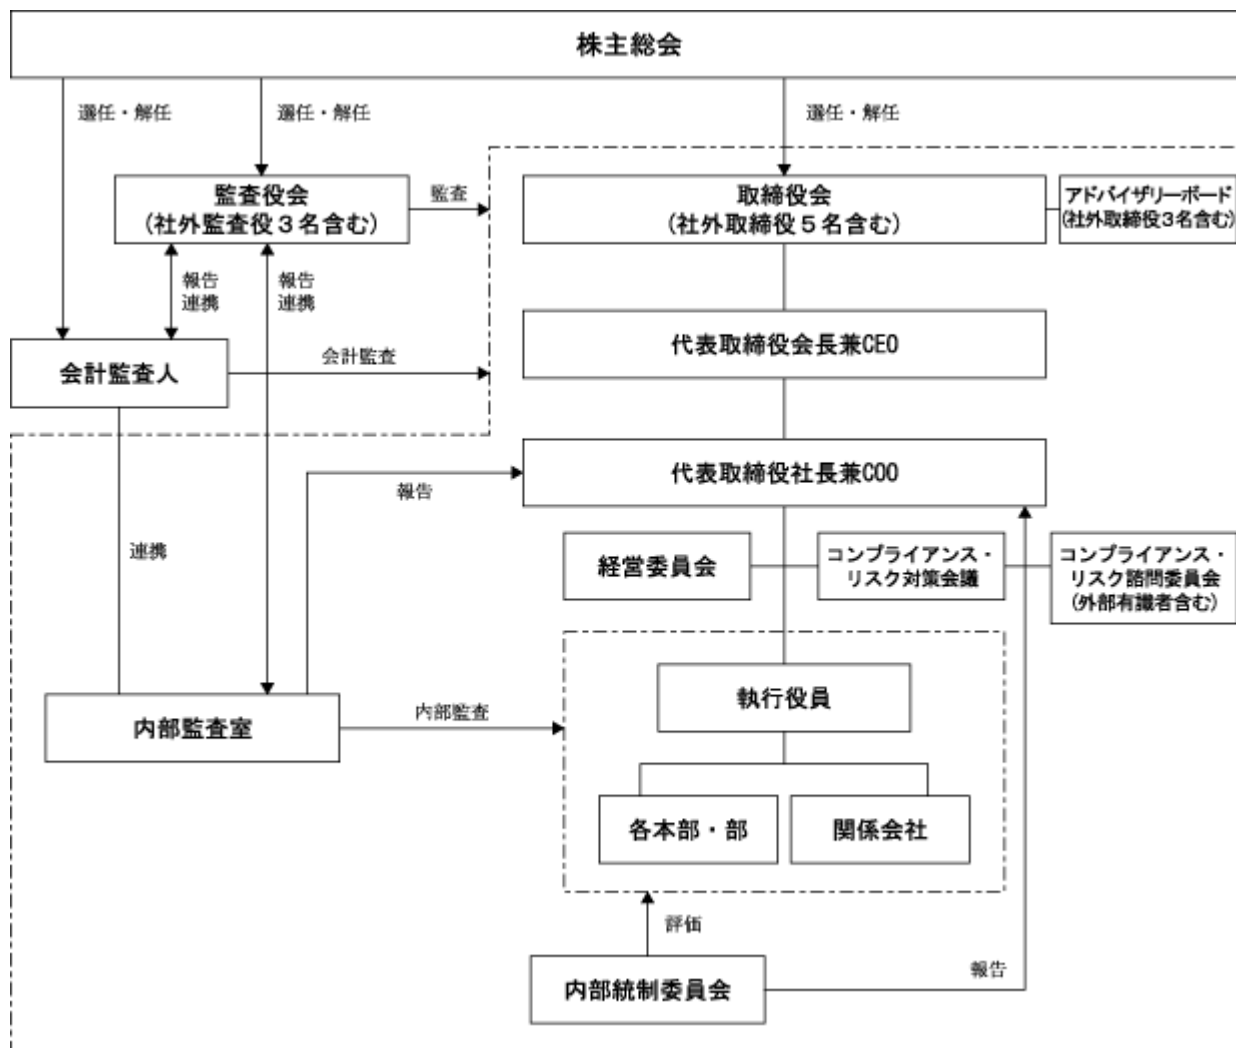 株主総会
選任・解任
選任・解任
選任・解任
監査役会
(社外監査役３名含む)
監査
取締役会
(社外取締役５名含む)
アドバイザリーボード
(社外取締役3名含む)
報告
連携
報告
連携
代表取締役会長兼CEO
会計監査人
会計監査
代表取締役社長兼COO
報告
連携
経営委員会
コンプライアンス・
リスク対策会議
コンプライアンス・
リスク諮問委員会
(外部有識者含む)
執行役員
内部監査室
内部監査
各本部・部
関係会社
評価
内部統制委員会
報告